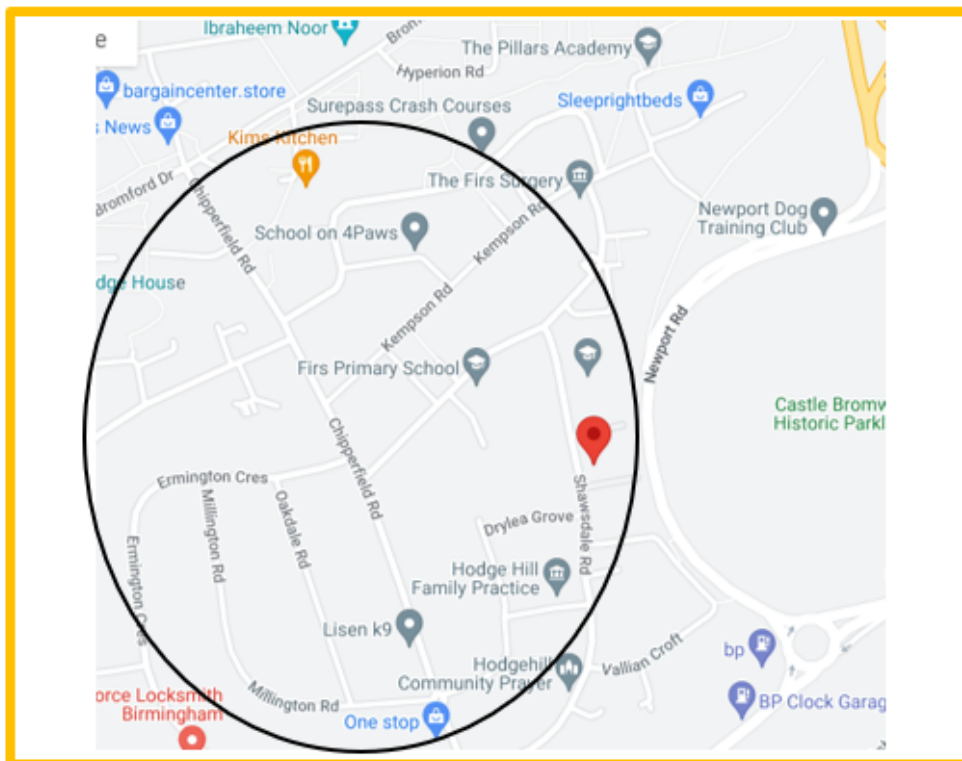 e
Ibraheem Noor
Bron
The Pillars Academy
Hyperion Rd
bargaincenter.store
Surepass Crash Courses
Sleeprightbeds
s News
Kims Kitchen
The Firs Surgery
Bromford Dr
Chipperfield Rd
Newport Dog
Training Club
School on 4Paws
Kempson Rd
dge House
Kempson Rd
Newport Rd
Firs Primary School
Castle Bromw
Historic Parkl
Chipperfield Rd
Ermington Cres
Millington Rd
Oakdale Rd
Shawsdale Rd
Drylea Grove
Ermington Cres
Hodge Hill
Family Practice
Lisen k9
Vallian Croft
bp
Hodgehill
Community Prayer
orce Locksmith
Birmingham
Millington Rd
One stop
BP Clock Garag